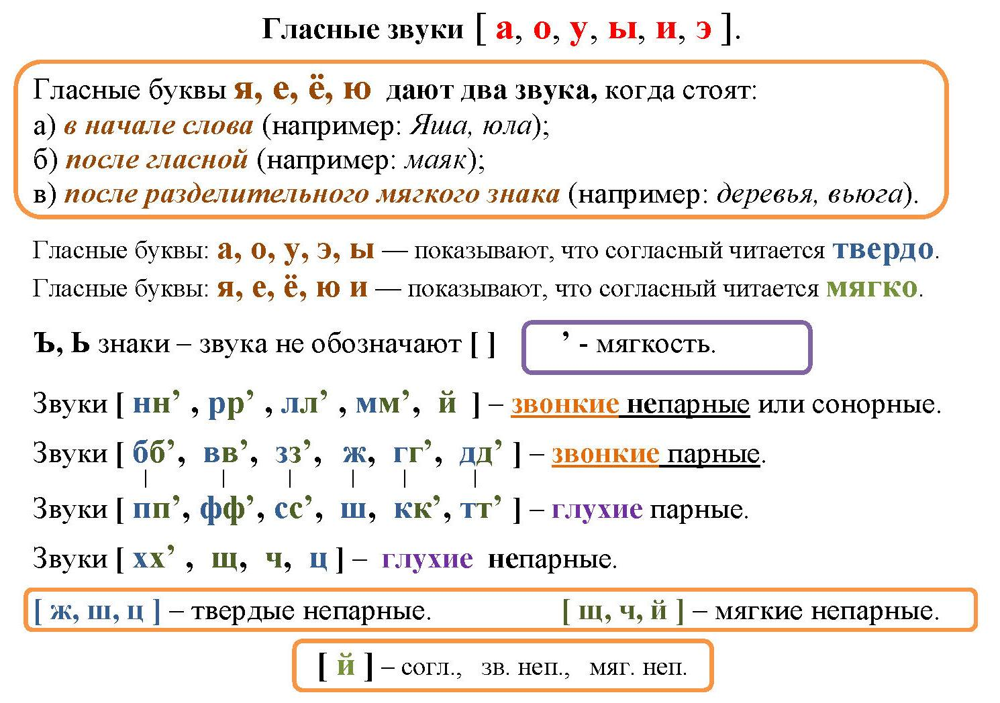 Гласные звуки [ а, о, у, ы, и, э ].
Гласные буквы я, е, ё, ю дают два звука, когда стоят:
а) в начале слова (например: Яша, юла);
б) после гласной (например: маяк);
в) после разделительного мягкого знака (например: деревья, вьюга).
Гласные буквы: а, о, у, э, ы — показывают, что согласный читается твердо.
Гласные буквы: я, е, ё, ю и — показывают, что согласный читается мягко.
Ъ, Ь знаки – звука не обозначают [ ] ’ - мягкость.
Звуки [ нн’ , рр’ , лл’ , мм’, й ] – звонкие непарные или сонорные.
Звуки [ бб’, вв’, зз’, ж, гг’, дд’ ] – звонкие парные.
Звуки [ пп’, фф’, сс’, ш, кк’, тт’ ] – глухие парные.
Звуки [ хх’ , щ, ч, ц ] – глухие непарные.
[ ж, ш, ц ] – твердые непарные. [ щ, ч, й ] – мягкие непарные.
[ й ] – согл., зв. неп., мяг. неп.